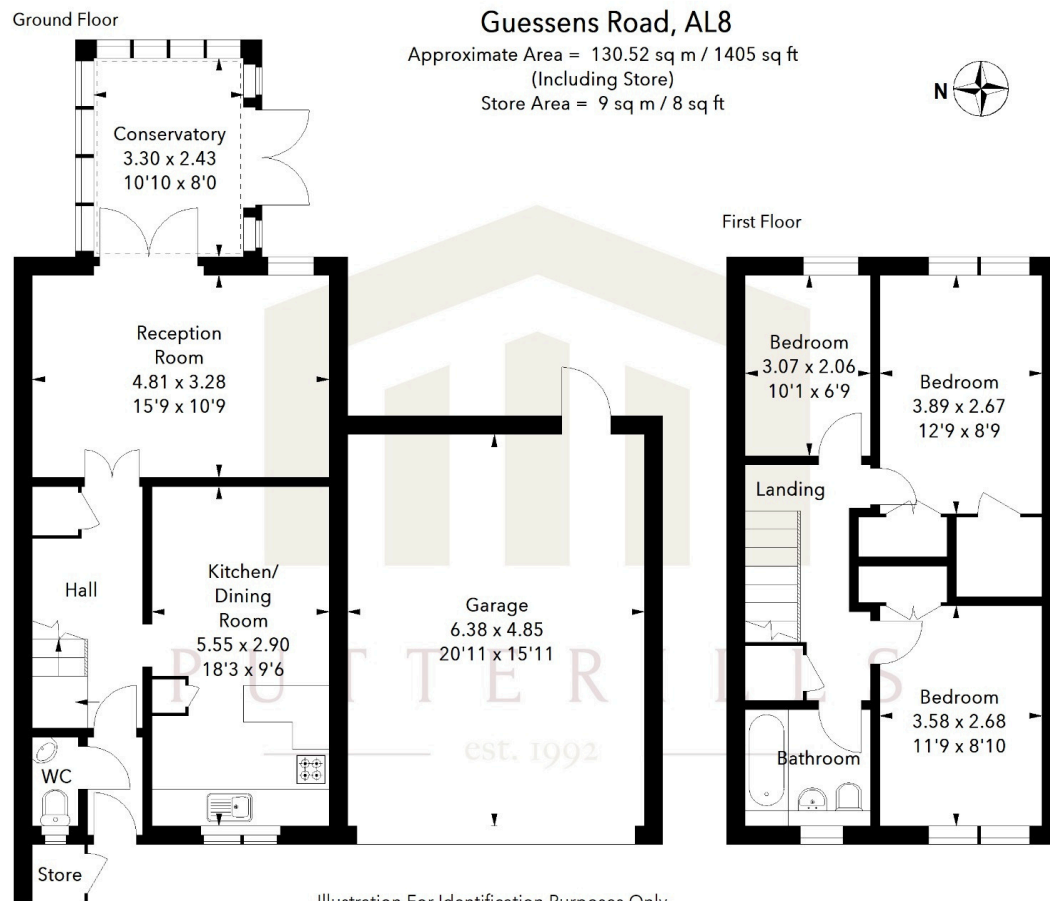 Ground Floor
Guessens Road, AL8
Approximate Area = 130.52 sq m / 1405 sq ft
(Including Store)
Store Area = 9 sq m / 8 sq ft
N
Conservatory
3.30 x 2.43
10'10 x 8'0
First Floor
Reception
Room
4.81 x 3.28
15'9 x 10'9
Bedroom
3.07 x 2.06
10'1 x 6'9
Bedroom
3.89 x 2.67
12'9 x 8'9
Landing
Hall
Kitchen/
Dining
Room
5.55 x 2.90
18'3 x 9'6
Garage
6.38 x 4.85
20'11 x 15'11
PUTTERILLS
est. 1992
Bedroom
3.58 x 2.68
11'9 x 8'10
WC
Bathroom
Store
Illustration For Identification Purposes Only